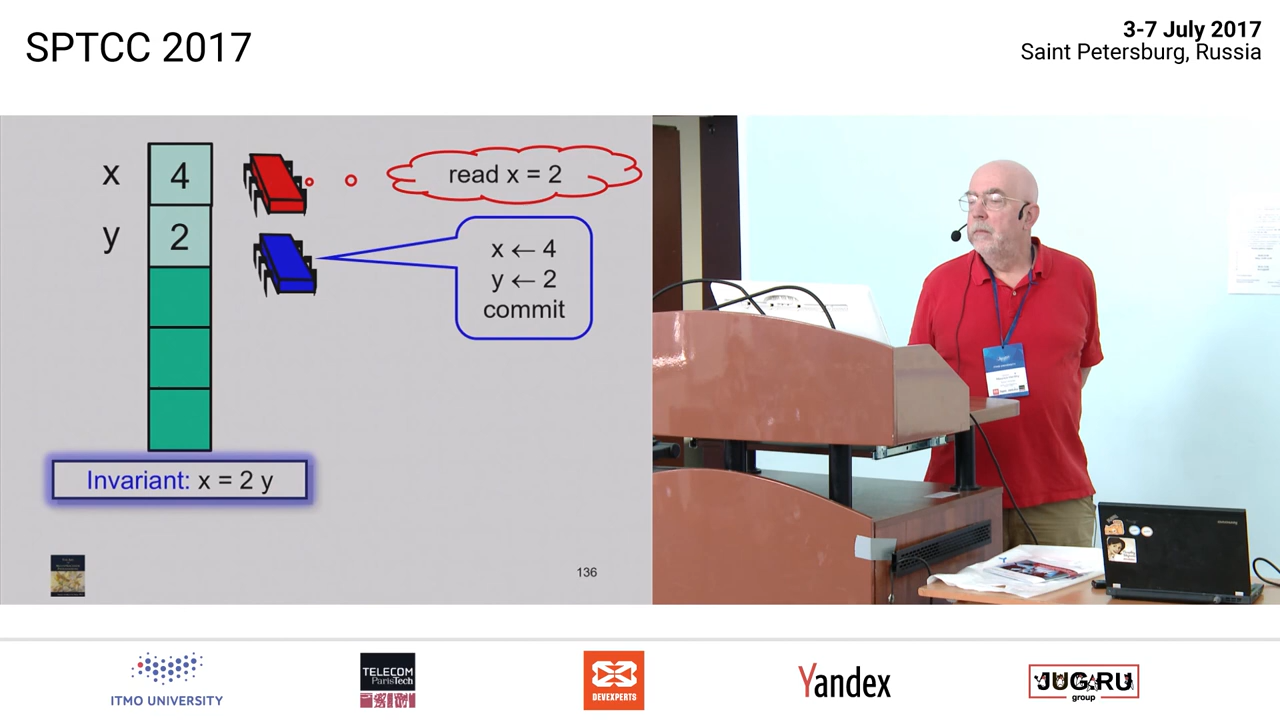 SPTCC 2017
3-7 July 2017
Saint Petersburg, Russia
x
4
read x = 2
y
2
x ← 4
y ← 2
commit
Invariant: x = 2 y
136
ITMO UNIVERSITY
TELECOM
ParisTech
DEVEXPERTS
Yandex
JUG.RU
group